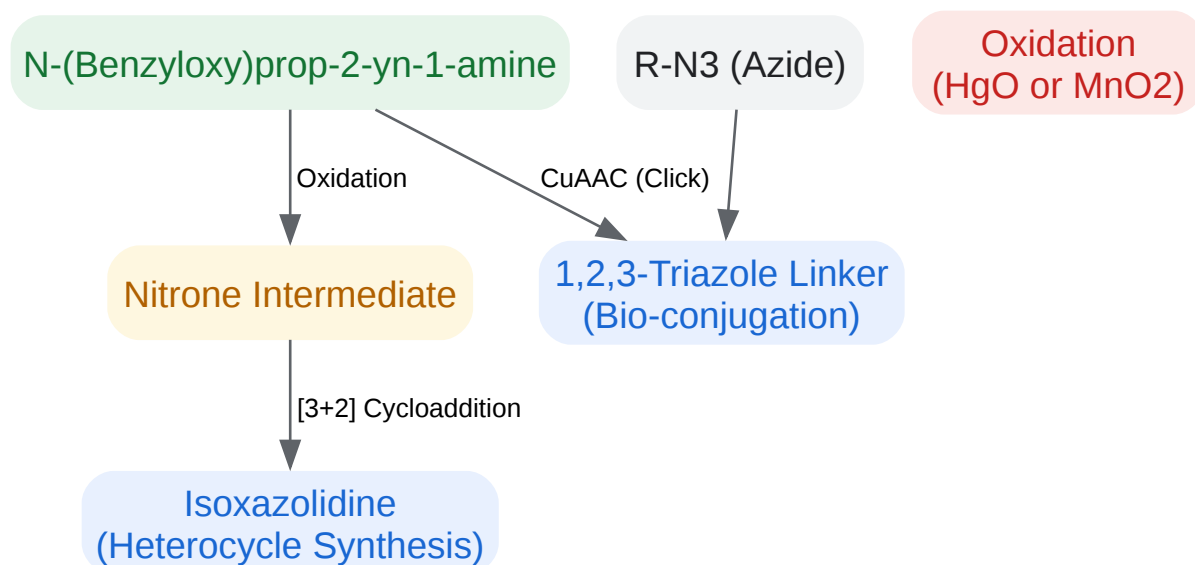 N-(Benzyloxy)prop-2-yn-1-amine
R-N3 (Azide)
Oxidation
(HgO or MnO2)
Oxidation
CuAAC (Click)
Nitrone Intermediate
1,2,3-Triazole Linker
(Bio-conjugation)
[3+2] Cycloaddition
Isoxazolidine
(Heterocycle Synthesis)